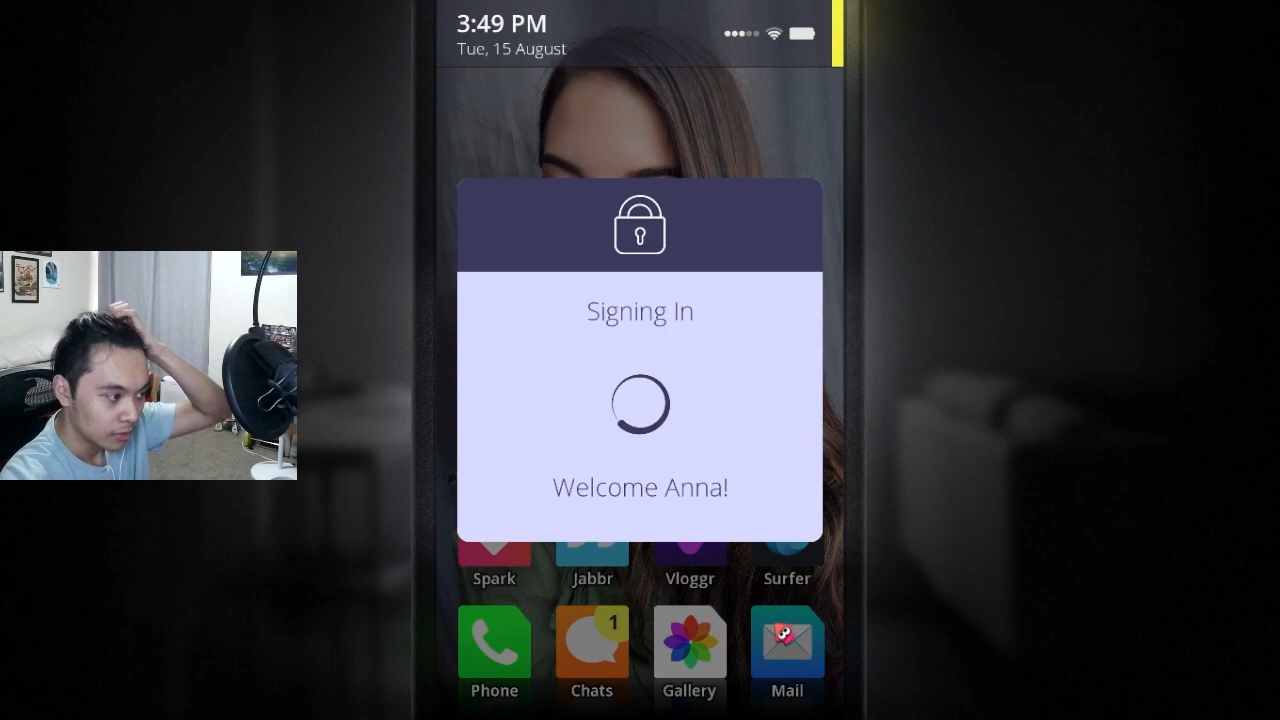 3:49 PM
Tue, 15 August
Signing In
Welcome Anna!
Spark Jabbr Vloggr Surfer
1
Phone Chats Gallery Mail